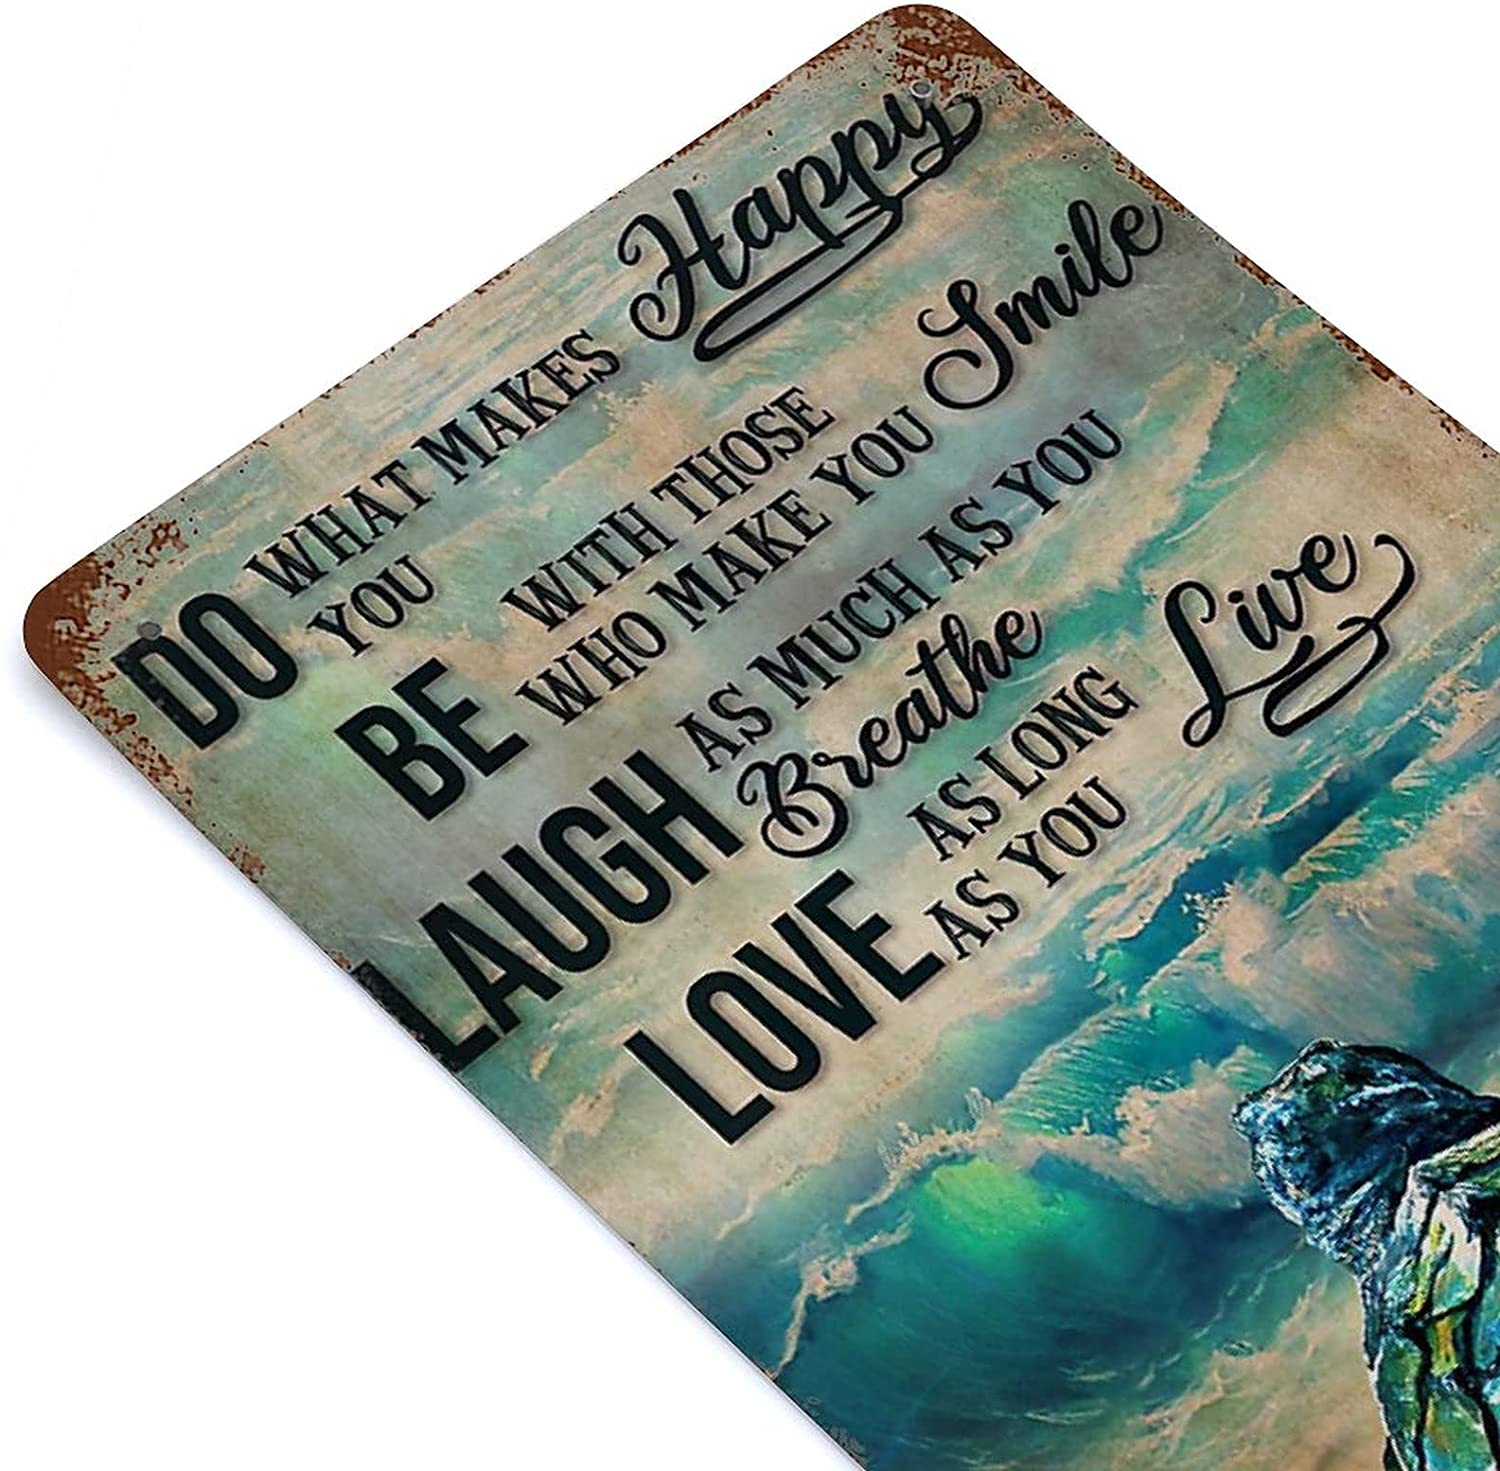 DO WHAT MAKES YOU Happy
BE WITH THOSE WHO MAKE YOU Smile
LAUGH AS MUCH AS YOU Breathe
LOVE AS LONG AS YOU Live